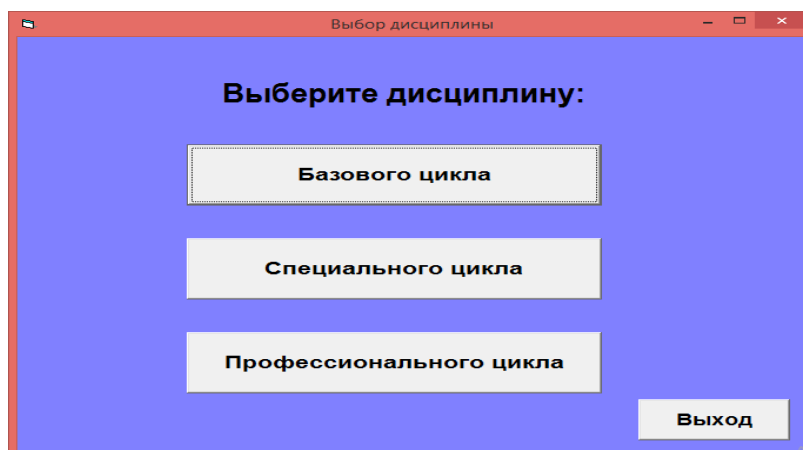 Выбор дисциплины
Выберите дисциплину:
Базового цикла
Специального цикла
Профессионального цикла
Выход